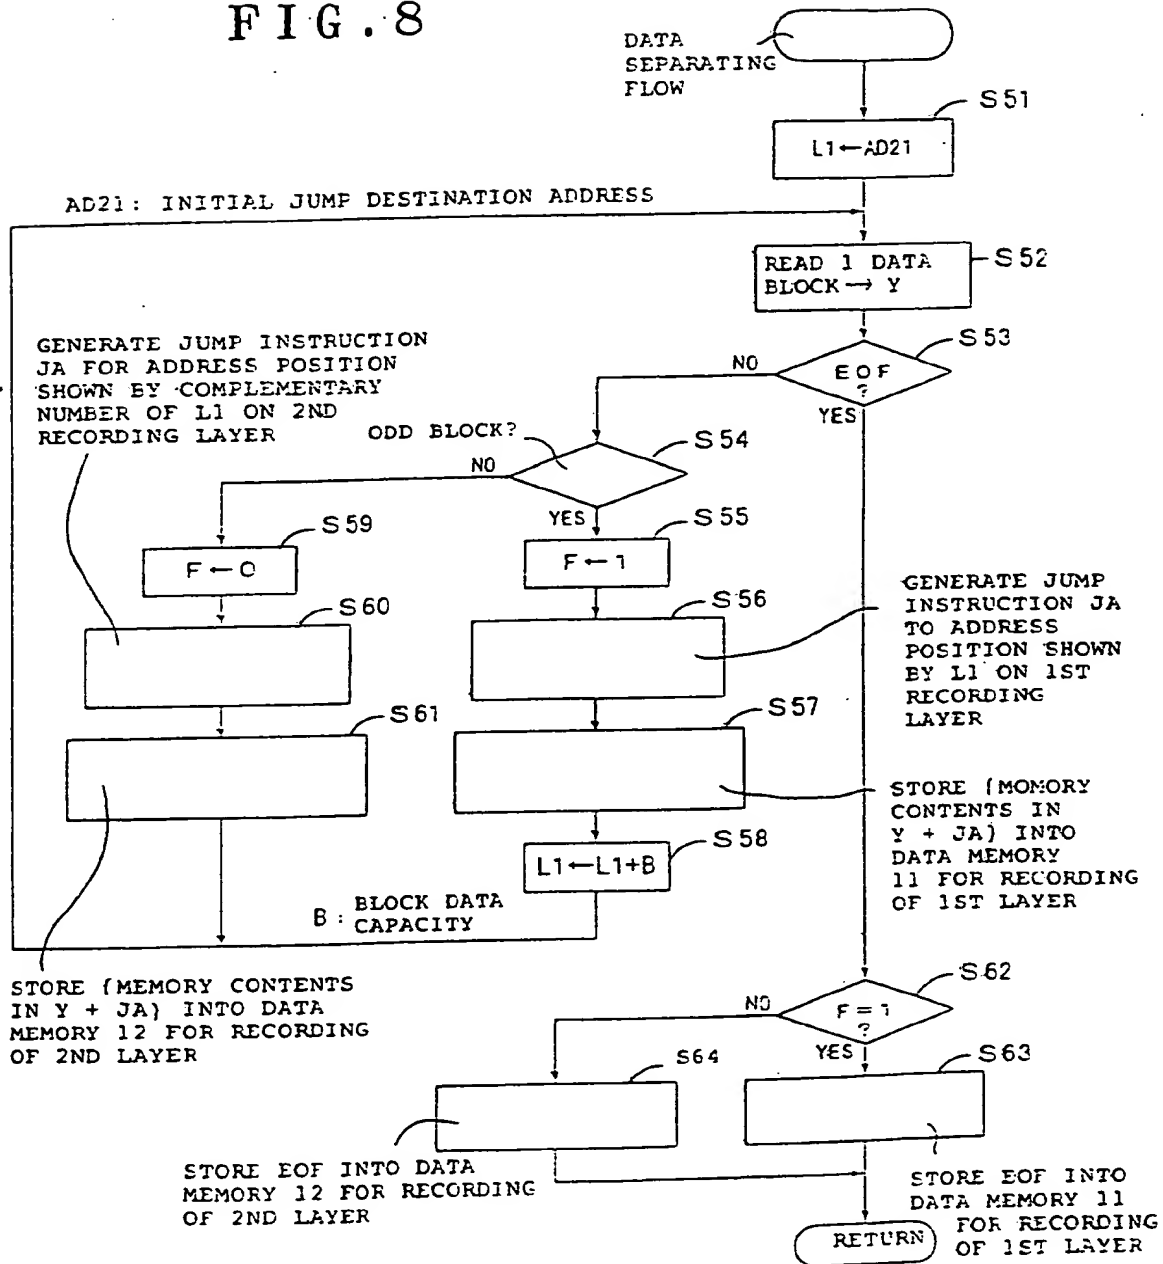 FIG.8
DATA
SEPARATING
FLOW
S51
L1←AD21
AD21: INITIAL JUMP DESTINATION ADDRESS
READ 1 DATA
BLOCK → Y
S52
S53
EOF
?
NO
YES
GENERATE JUMP INSTRUCTION
JA FOR ADDRESS POSITION
SHOWN BY COMPLEMENTARY
NUMBER OF L1 ON 2ND
RECORDING LAYER
ODD BLOCK?
S54
NO
YES
S59
F←0
S55
F←1
S60
S56
GENERATE JUMP
INSTRUCTION JA
TO ADDRESS
POSITION SHOWN
BY L1 ON 1ST
RECORDING
LAYER
S61
S57
STORE {MOMORY
CONTENTS IN
Y + JA} INTO
DATA MEMORY
11 FOR RECORDING
OF 1ST LAYER
S58
L1←L1+B
B: BLOCK DATA
CAPACITY
STORE {MEMORY CONTENTS
IN Y + JA} INTO DATA
MEMORY 12 FOR RECORDING
OF 2ND LAYER
S62
F=1
?
NO
YES
S64
S63
STORE EOF INTO DATA
MEMORY 12 FOR RECORDING
OF 2ND LAYER
STORE EOF INTO
DATA MEMORY 11
FOR RECORDING
OF 1ST LAYER
RETURN